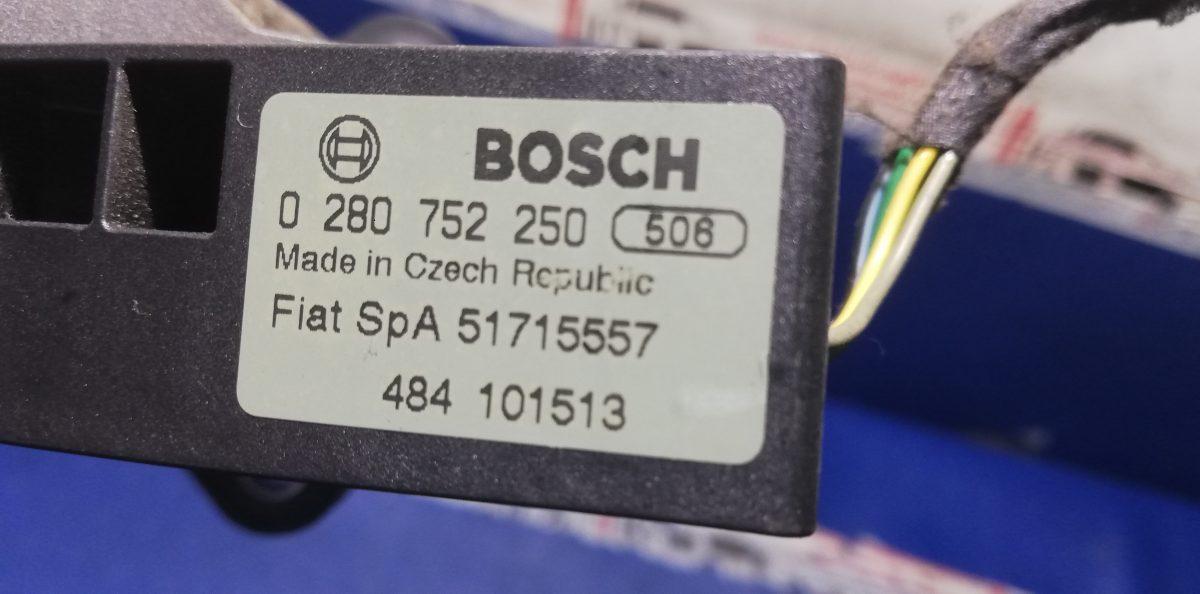 BOSCH
0 280 752 250 506
Made in Czech Republic
Fiat SpA 51715557
484 101513